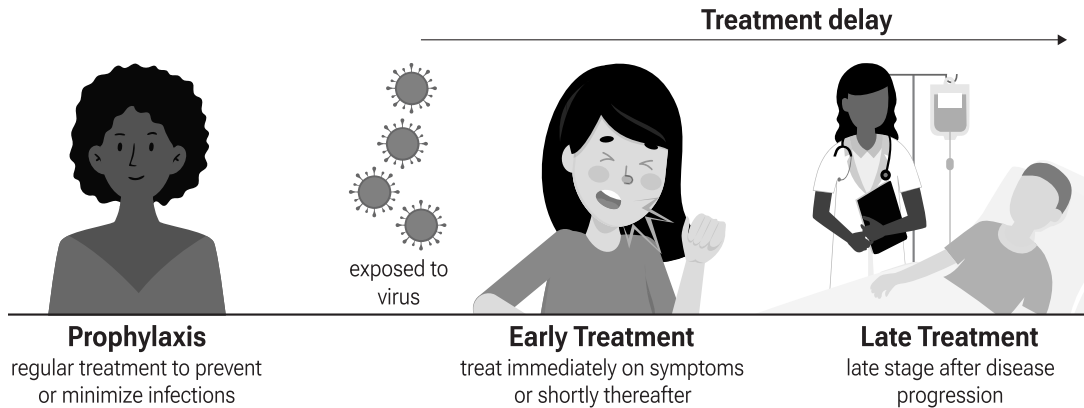 Treatment delay
exposed to
virus
Prophylaxis
regular treatment to prevent
or minimize infections
Early Treatment
treat immediately on symptoms
or shortly thereafter
Late Treatment
late stage after disease
progression